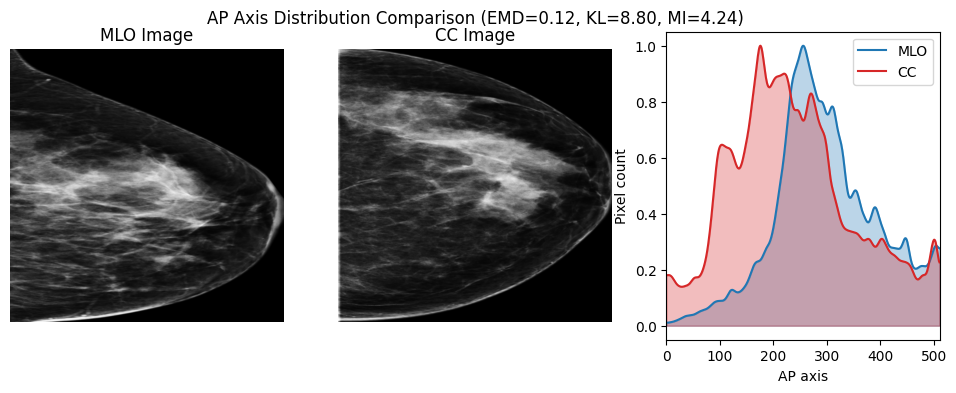 AP Axis Distribution Comparison (EMD=0.12, KL=8.80, MI=4.24)
MLO Image
CC Image
MLO
CC
Pixel count
1.0
0.8
0.6
0.4
0.2
0.0
0 100 200 300 400 500
AP axis